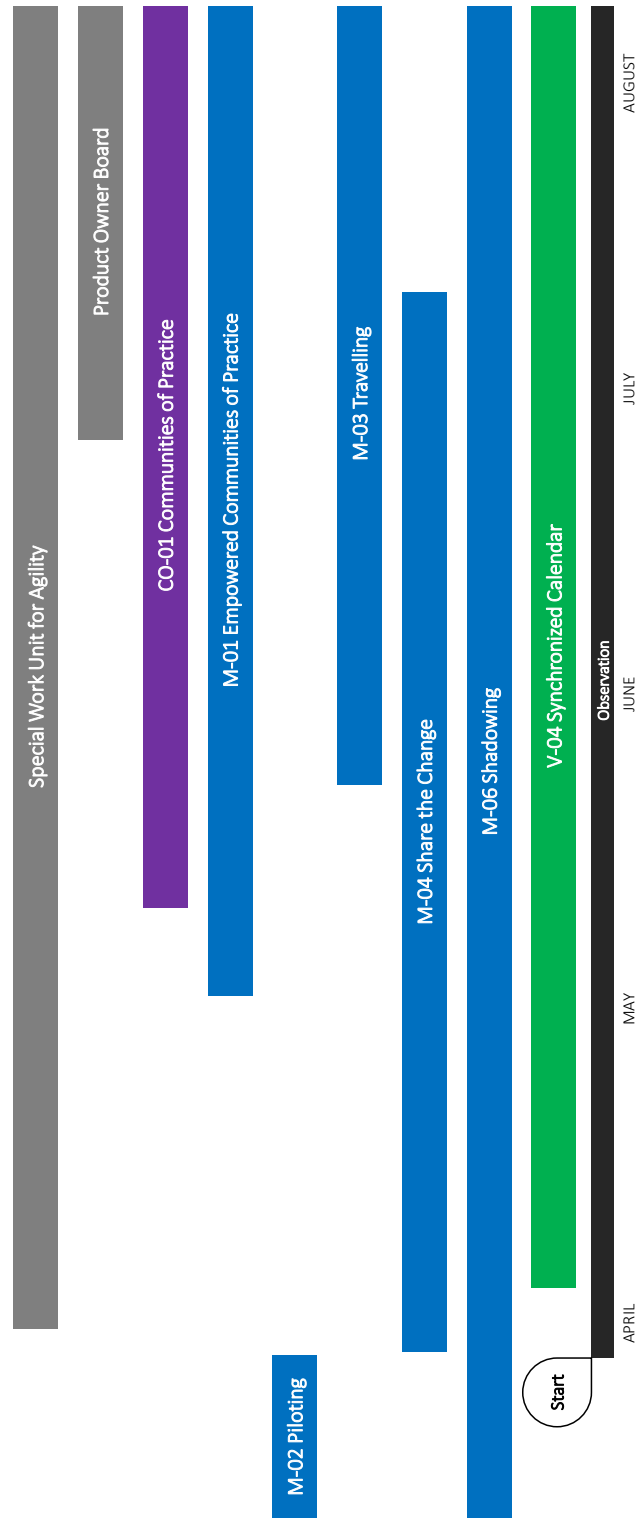 Special Work Unit for Agility
Product Owner Board
CO-01 Communities of Practice
M-01 Empowered Communities of Practice
M-02 Piloting
M-03 Travelling
M-04 Share the Change
M-06 Shadowing
V-04 Synchronized Calendar
Start
Observation
APRIL
MAY
JUNE
JULY
AUGUST